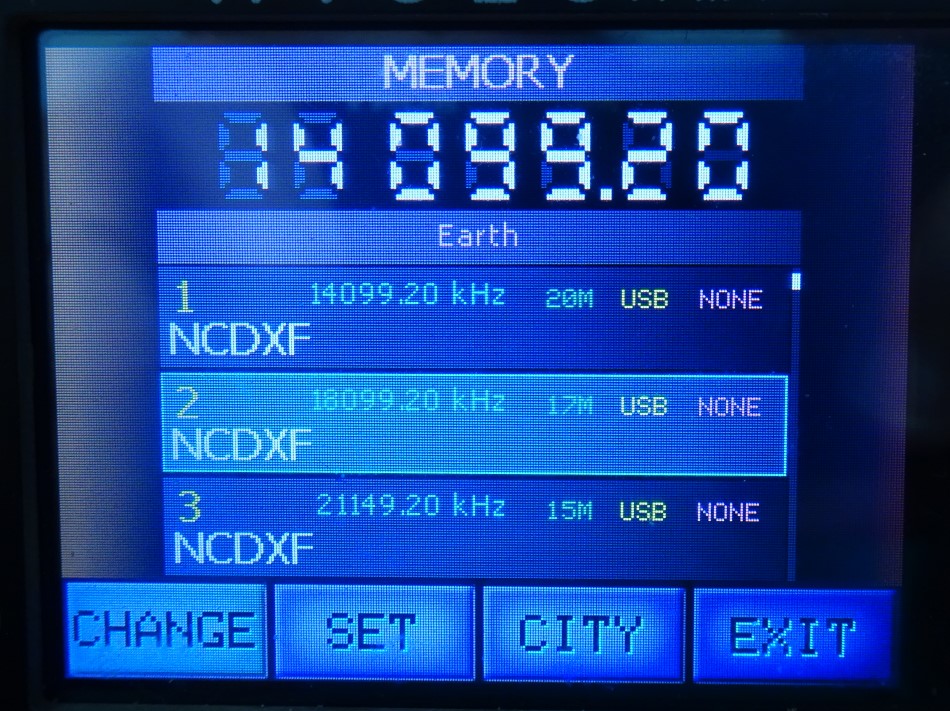 MEMORY
14 099.20
Earth
1 14099.20 kHz 20M USB NONE
NCDXF
2 18099.20 kHz 17M USB NONE
NCDXF
3 21149.20 kHz 15M USB NONE
NCDXF
CHANGE SET CITY EXIT